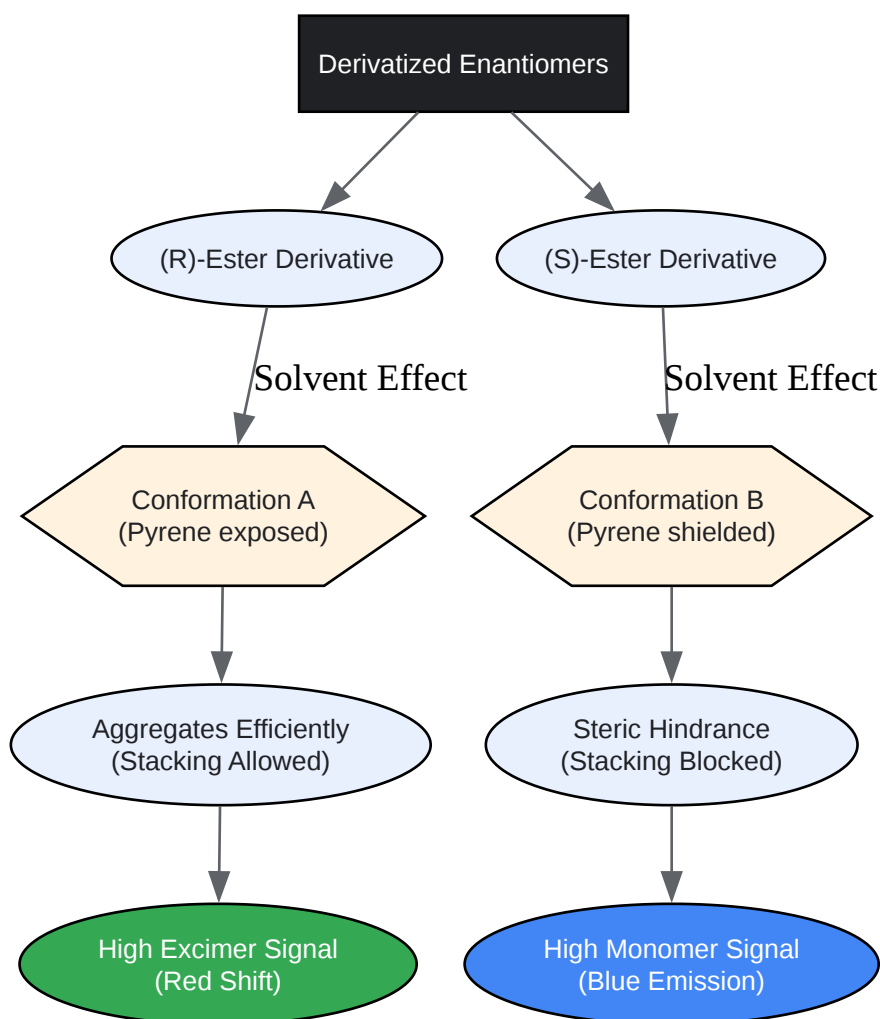 Derivatized Enantiomers
(R)-Ester Derivative
(S)-Ester Derivative
Solvent Effect
Solvent Effect
Conformation A
(Pyrene exposed)
Conformation B
(Pyrene shielded)
Aggregates Efficiently
(Stacking Allowed)
Steric Hindrance
(Stacking Blocked)
High Excimer Signal
(Red Shift)
High Monomer Signal
(Blue Emission)